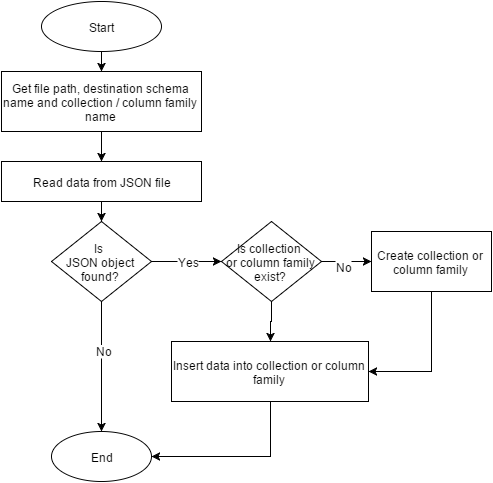 Start
Get file path, destination schema
name and collection / column family
name
Read data from JSON file
Is
JSON object
found?
Yes
Is collection
or column family
exist?
No
Create collection or
column family
No
Insert data into collection or column
family
End